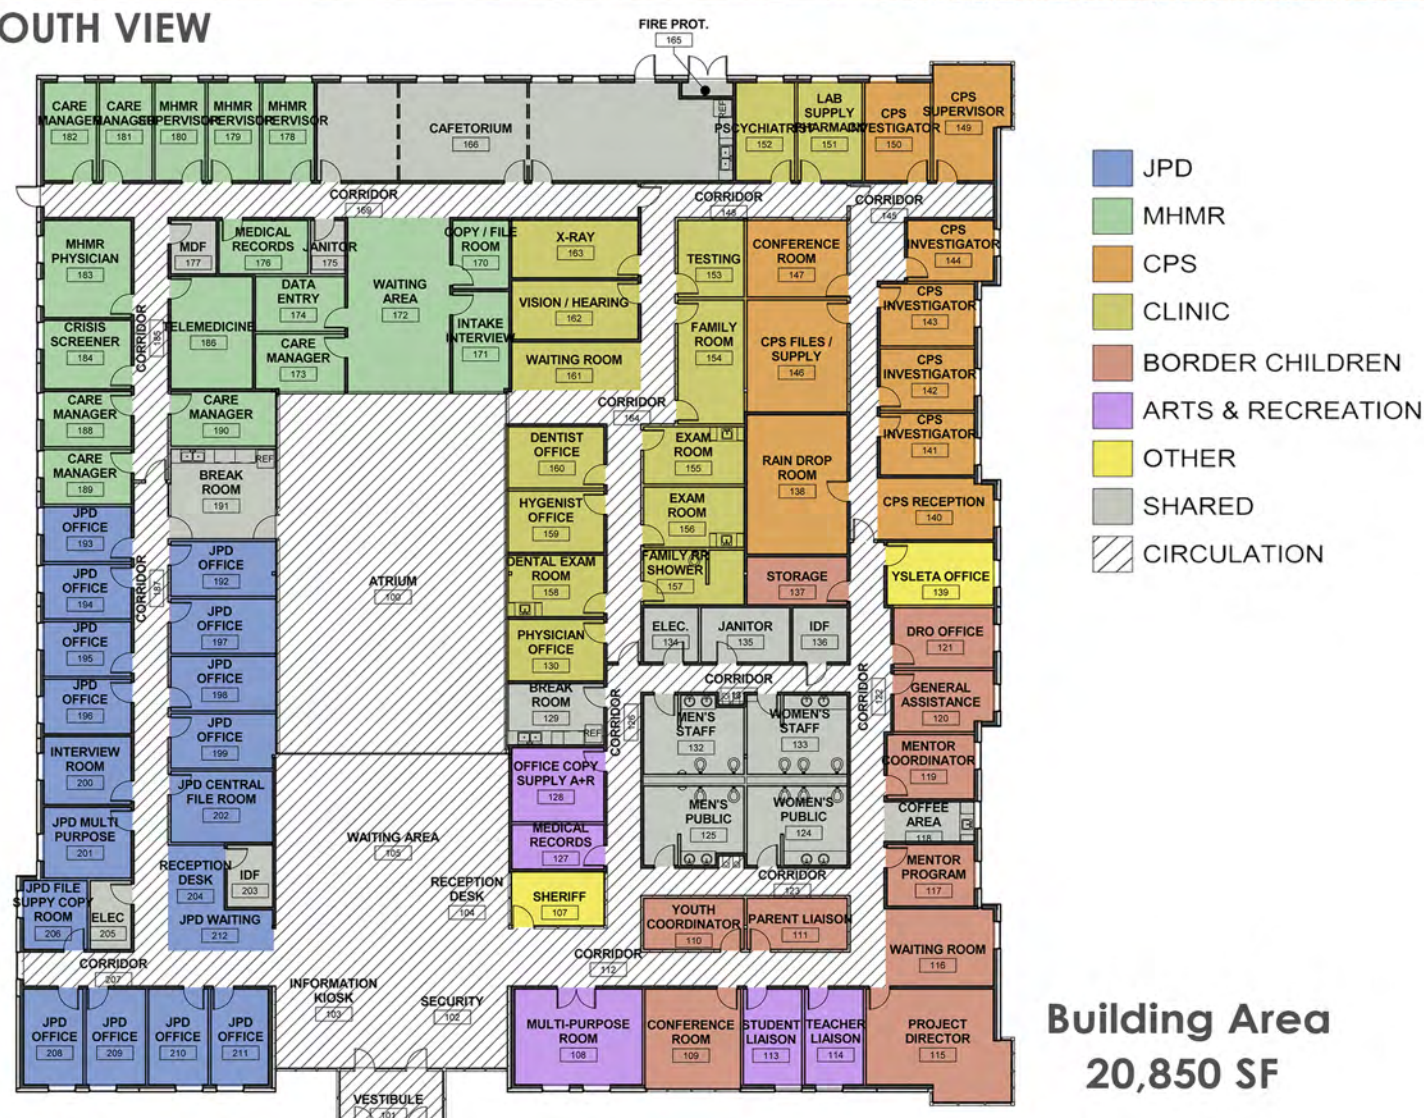 OUTH VIEW
FIRE PROT.
165
CARE
MANAGER
182
CARE
MANAGER
181
MHMR
SUPERVISOR
180
MHMR
SUPERVISOR
179
MHMR
SUPERVISOR
178
CAFETORIUM
166
REF
PSCYCHIATRIST
152
LAB
SUPPLY
PHARMACY
151
CPS
INVESTIGATOR
150
CPS
SUPERVISOR
149
CORRIDOR
169
CORRIDOR
148
CORRIDOR
145
MHMR
PHYSICIAN
183
MDF
177
MEDICAL
RECORDS
176
JANITOR
175
WAITING
AREA
172
COPY / FILE
ROOM
170
X-RAY
163
TESTING
153
CONFERENCE
ROOM
147
CPS
INVESTIGATOR
144
DATA
ENTRY
174
VISION / HEARING
162
CPS
INVESTIGATOR
143
CRISIS
SCREENER
184
CORRIDOR
185
TELEMEDICINE
186
CARE
MANAGER
173
INTAKE
INTERVIEW
171
WAITING ROOM
161
FAMILY
ROOM
154
CPS FILES /
SUPPLY
146
CPS
INVESTIGATOR
142
CARE
MANAGER
188
CARE
MANAGER
190
CORRIDOR
164
CPS
INVESTIGATOR
141
CARE
MANAGER
189
BREAK
ROOM
191
REF
DENTIST
OFFICE
160
EXAM
ROOM
155
RAIN DROP
ROOM
138
CPS RECEPTION
140
JPD
OFFICE
193
HYGENIST
OFFICE
159
EXAM
ROOM
156
JPD
OFFICE
192
DENTAL EXAM
ROOM
158
FAMILY RR
SHOWER
157
STORAGE
137
YSLETA OFFICE
139
JPD
OFFICE
194
CORRIDOR
187
ATRIUM
100
JPD
OFFICE
197
PHYSICIAN
OFFICE
130
ELEC.
134
JANITOR
135
IDF
136
DRO OFFICE
121
JPD
OFFICE
195
JPD
OFFICE
198
CORRIDOR
CORRIDOR
122
GENERAL
ASSISTANCE
120
JPD
OFFICE
196
JPD
OFFICE
199
BREAK
ROOM
129
REF
CORRIDOR
126
MEN'S
STAFF
132
WOMEN'S
STAFF
133
INTERVIEW
ROOM
200
MENTOR
COORDINATOR
119
JPD CENTRAL
FILE ROOM
202
OFFICE COPY
SUPPLY A+R
128
MEN'S
PUBLIC
125
WOMEN'S
PUBLIC
124
COFFEE
AREA
118
JPD MULTI
PURPOSE
201
WAITING AREA
105
MEDICAL
RECORDS
127
RECEPTION
DESK
204
IDF
203
RECEPTION
DESK
104
SHERIFF
107
CORRIDOR
123
MENTOR
PROGRAM
117
JPD FILE
SUPPY COPY
ROOM
206
ELEC
205
JPD WAITING
212
YOUTH
COORDINATOR
110
PARENT LIAISON
111
WAITING ROOM
116
CORRIDOR
207
CORRIDOR
112
INFORMATION
KIOSK
103
SECURITY
102
JPD
OFFICE
208
JPD
OFFICE
209
JPD
OFFICE
210
JPD
OFFICE
211
MULTI-PURPOSE
ROOM
108
CONFERENCE
ROOM
109
STUDENT
LIAISON
113
TEACHER
LIAISON
114
PROJECT
DIRECTOR
115
VESTIBULE
101
JPD
MHMR
CPS
CLINIC
BORDER CHILDREN
ARTS & RECREATION
OTHER
SHARED
CIRCULATION
Building Area
20,850 SF